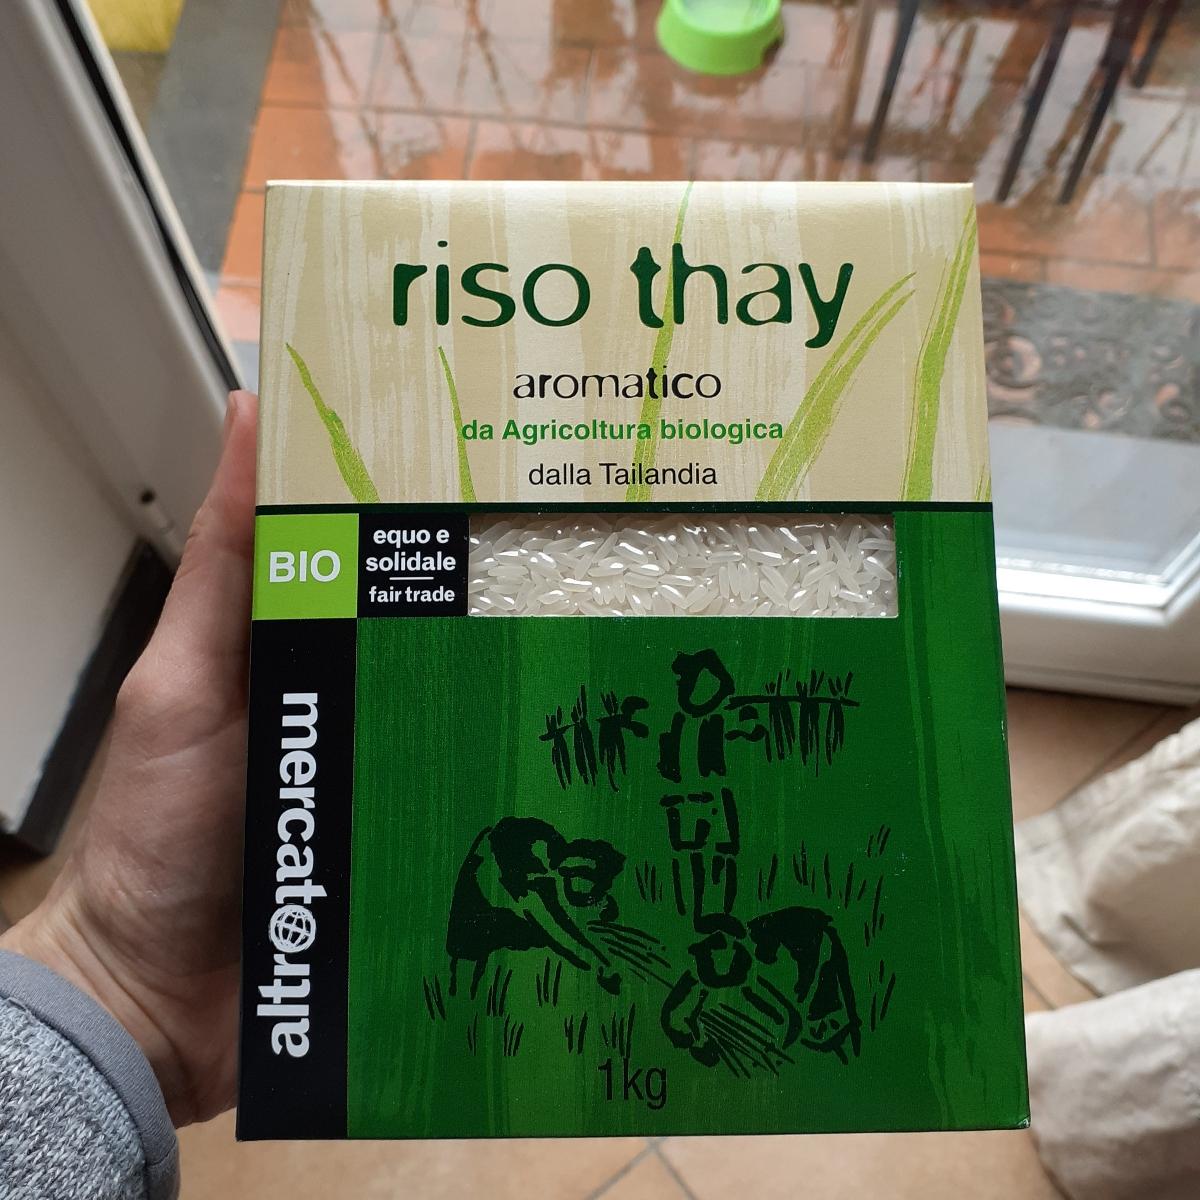 riso thay
aromatico
da Agricoltura biologica
dalla Tailandia
BIO
equo e
solidale
fair trade
altromercato
1kg